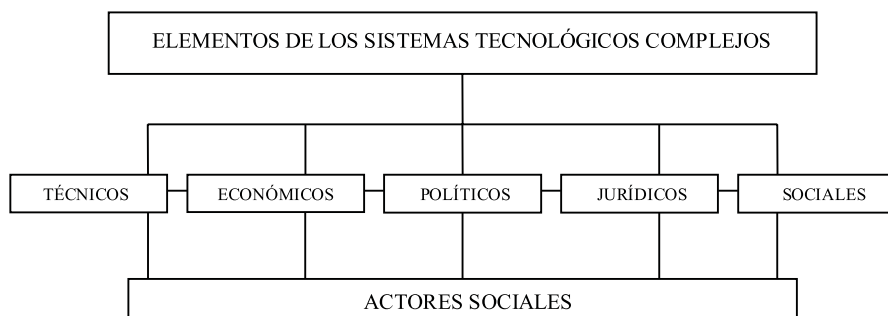 ELEMENTOS DE LOS SISTEMAS TECNOLÓGICOS COMPLEJOS
TÉCNICOS
ECONÓMICOS
POLÍTICOS
JURÍDICOS
SOCIALES
ACTORES SOCIALES